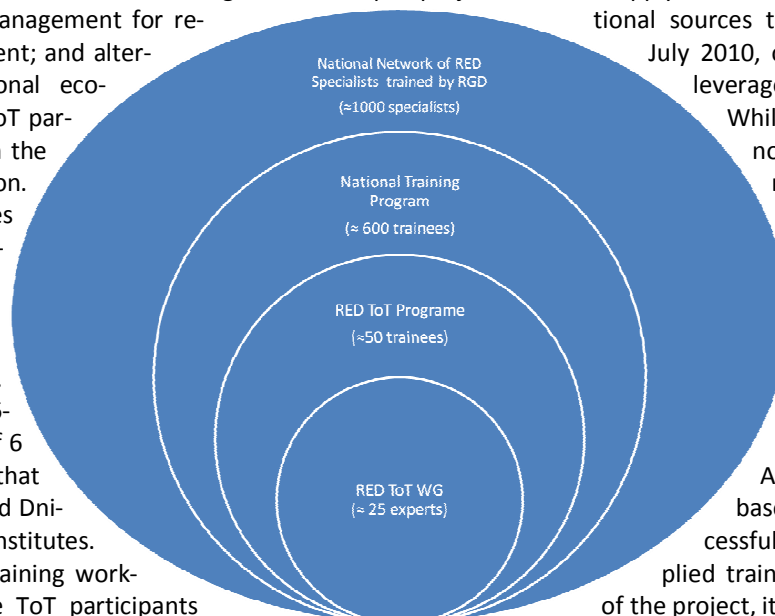 anagement for re-
ent; and alter-
onal eco-
oT par-
the
on.
es
-
6
that
d Dni-
nstitutes.
aining work-
ToT participants
National Network of RED
Specialists trained by RGD
(≈1000 specialists)
National Training
Program
(≈ 600 trainees)
RED ToT Programe
(≈50 trainees)
RED ToT WG
(≈ 25 experts)
tional sources t
July 2010,
leverage
Whil
no
A
base
cessful
plied train
of the project, it